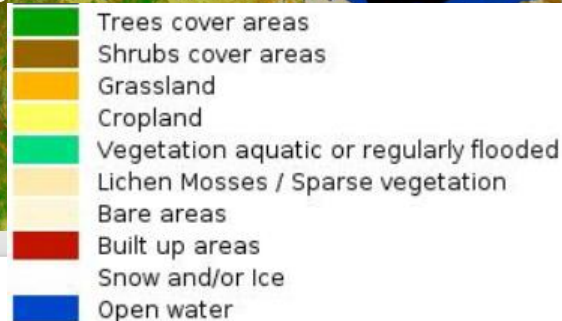 Trees cover areas
Shrubs cover areas
Grassland
Cropland
Vegetation aquatic or regularly flooded
Lichen Mosses / Sparse vegetation
Bare areas
Built up areas
Snow and/or Ice
Open water